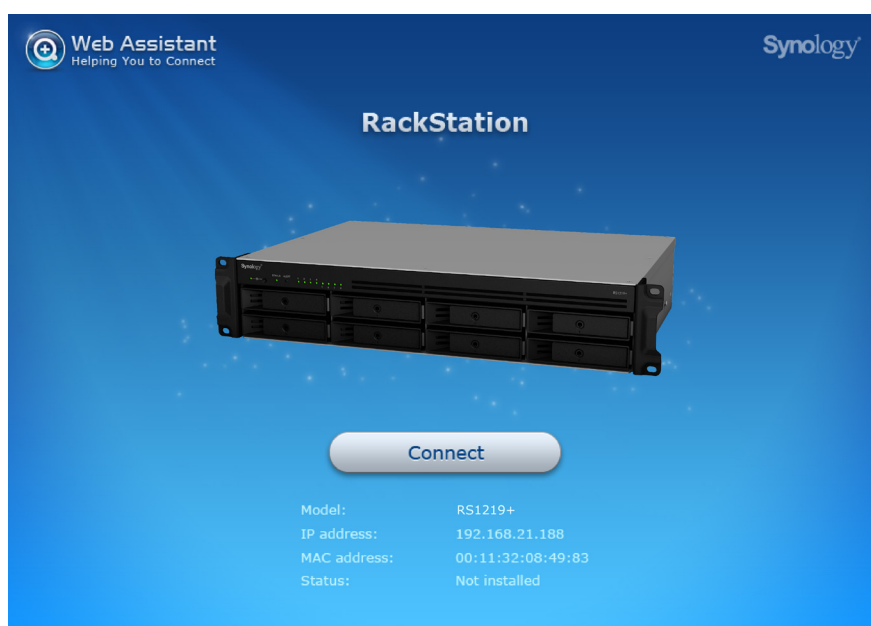 Web Assistant
Helping You to Connect
Synology
RackStation
Synology
Connect
Model: RS1219+
IP address: 192.168.21.188
MAC address: 00:11:32:08:49:83
Status: Not installed